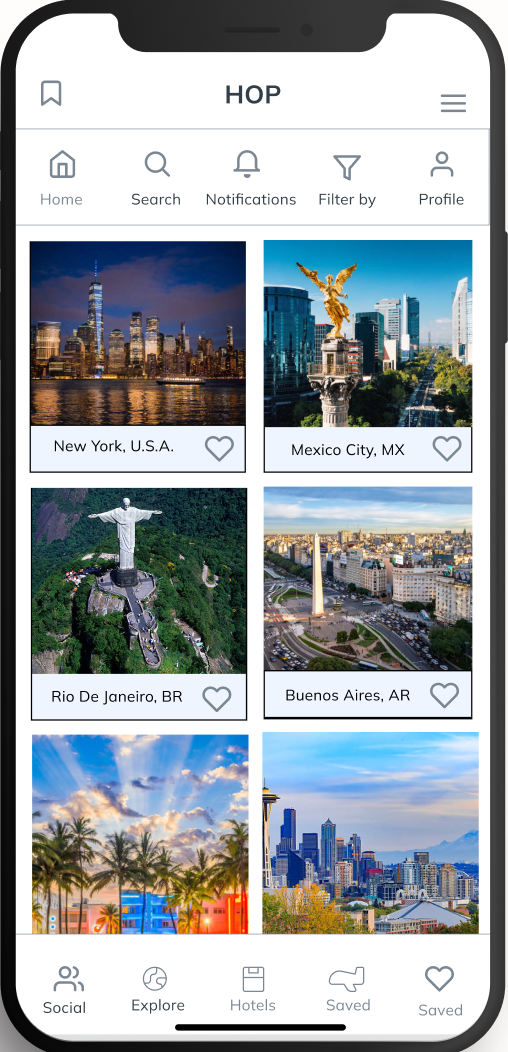 HOP
Home Search Notifications Filter by Profile
New York, U.S.A.
Mexico City, MX
Rio De Janeiro, BR
Buenos Aires, AR
Social Explore Hotels Saved Saved